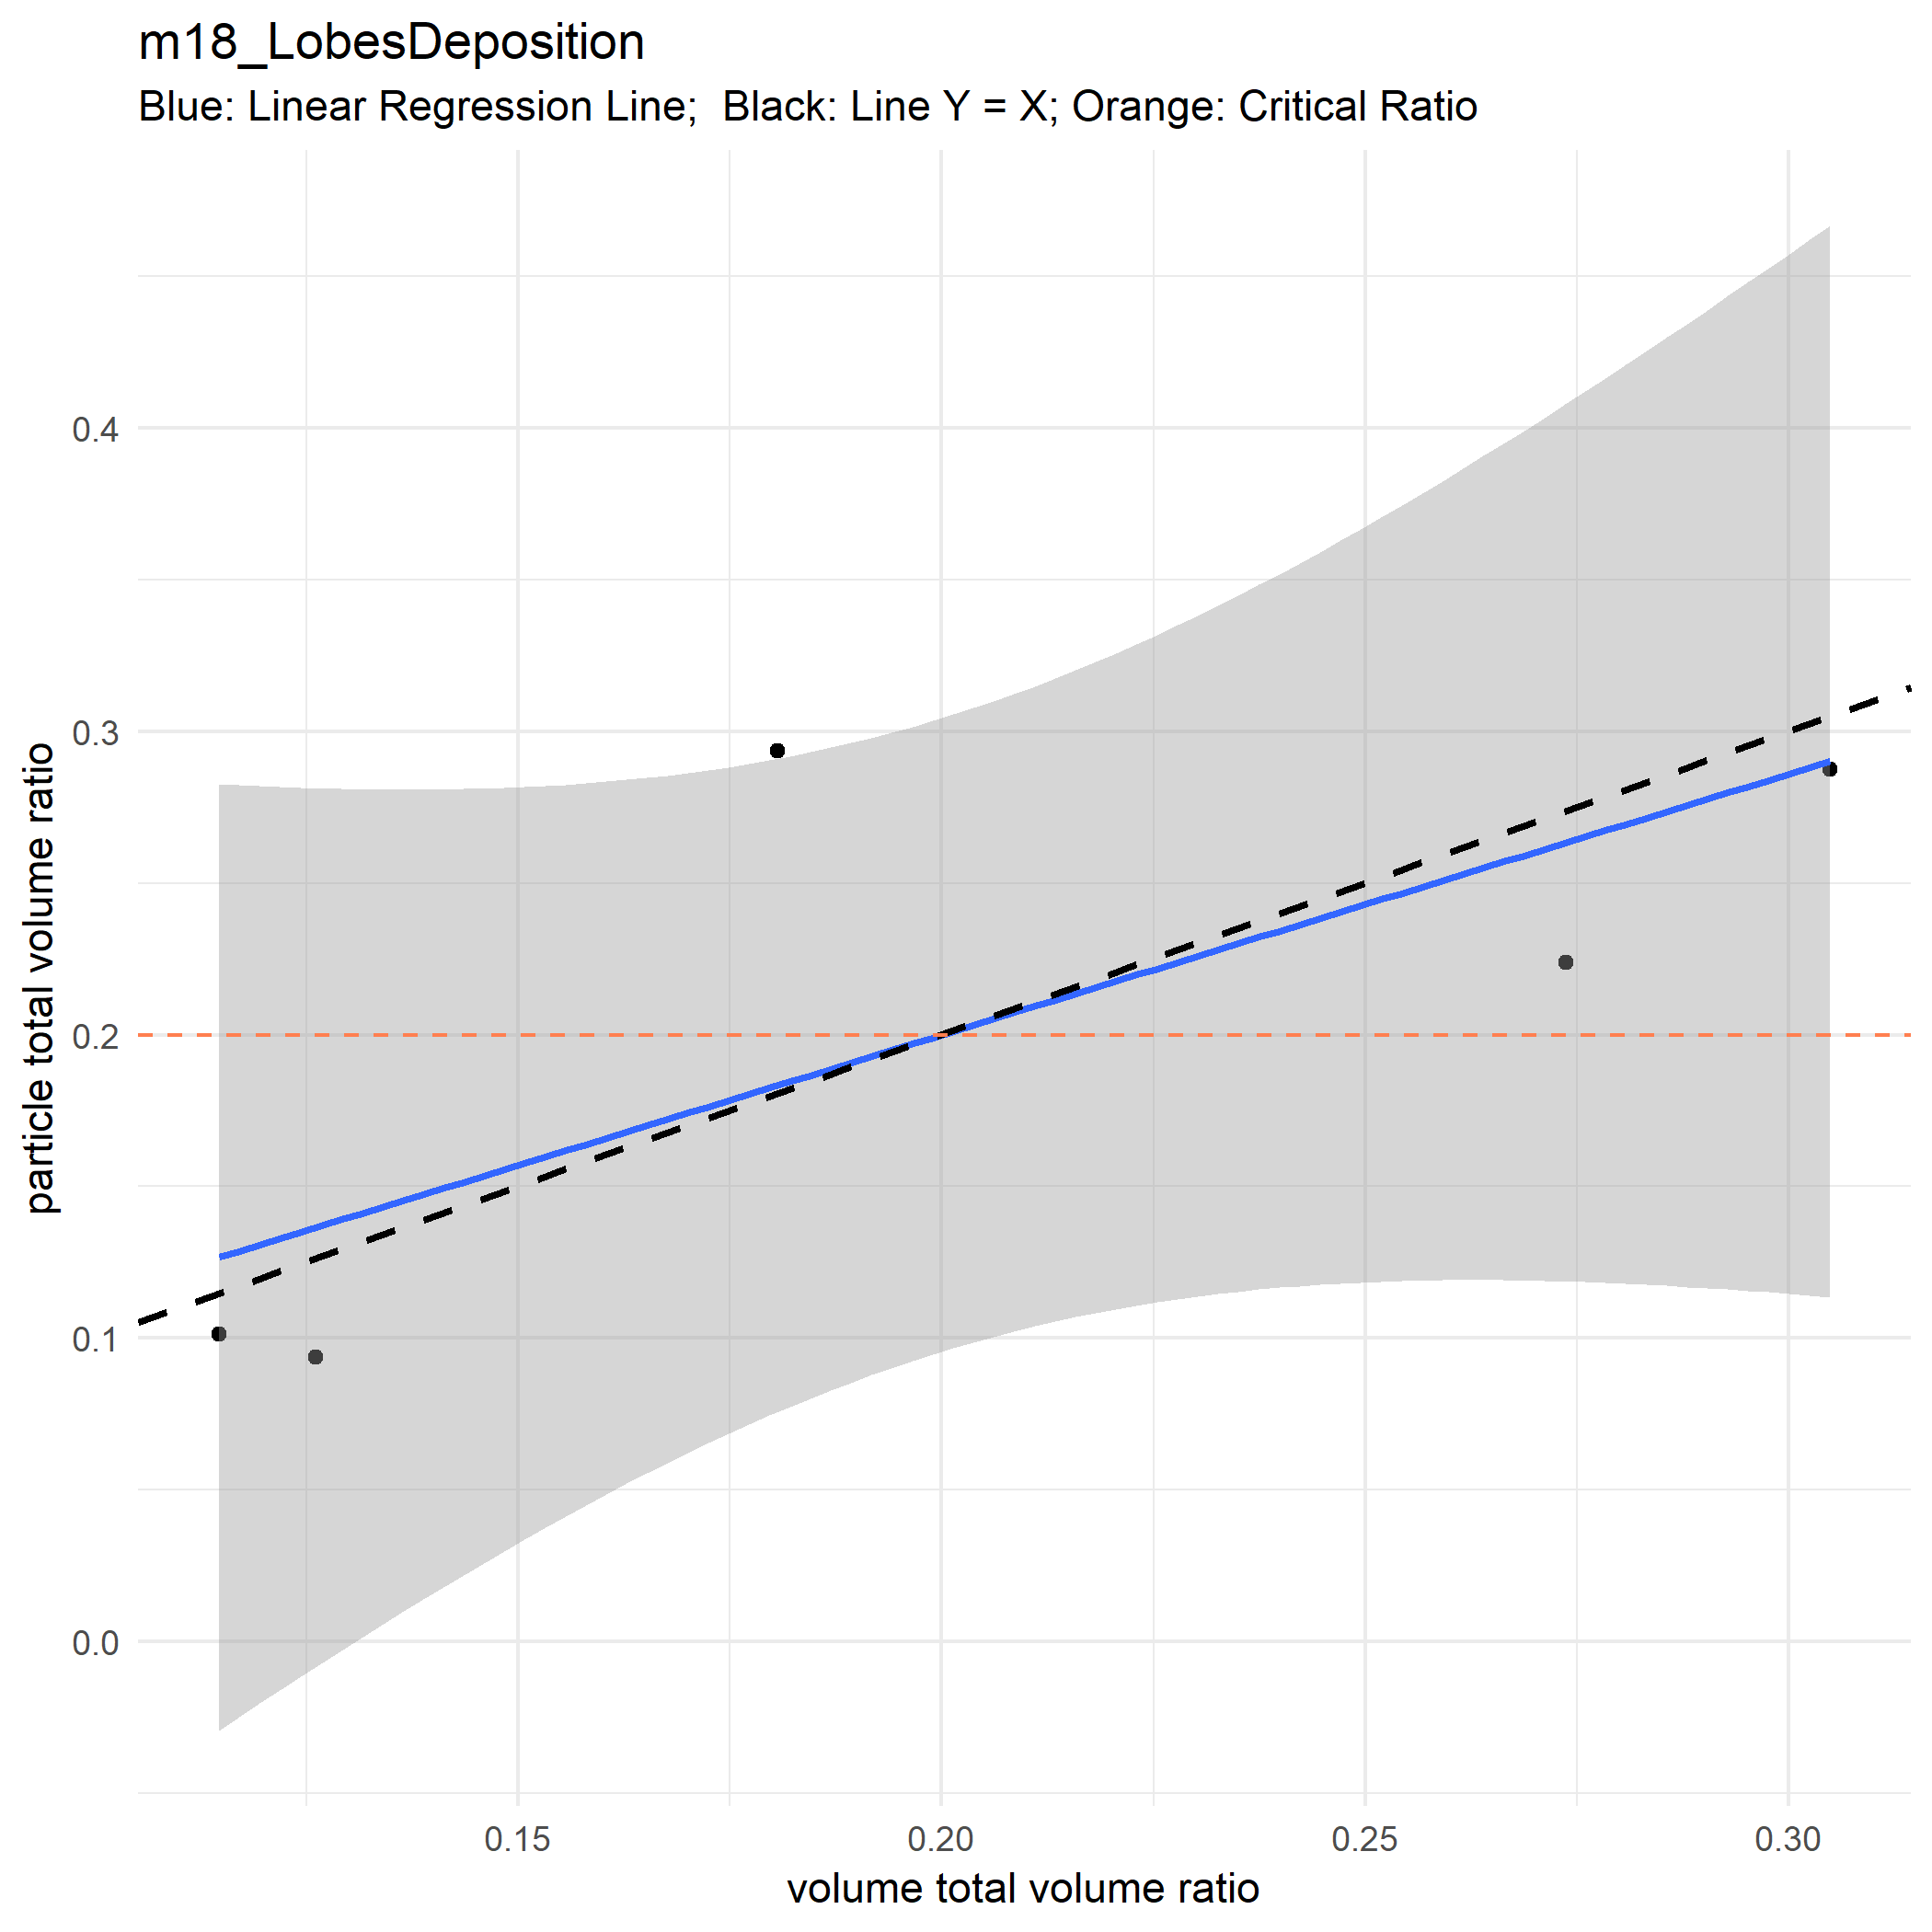 m18_LobesDeposition
Blue: Linear Regression Line;  Black: Line Y = X; Orange: Critical Ratio
particle total volume ratio
0.4
0.3
0.2
0.1
0.0
0.15
0.20
0.25
0.30
volume total volume ratio